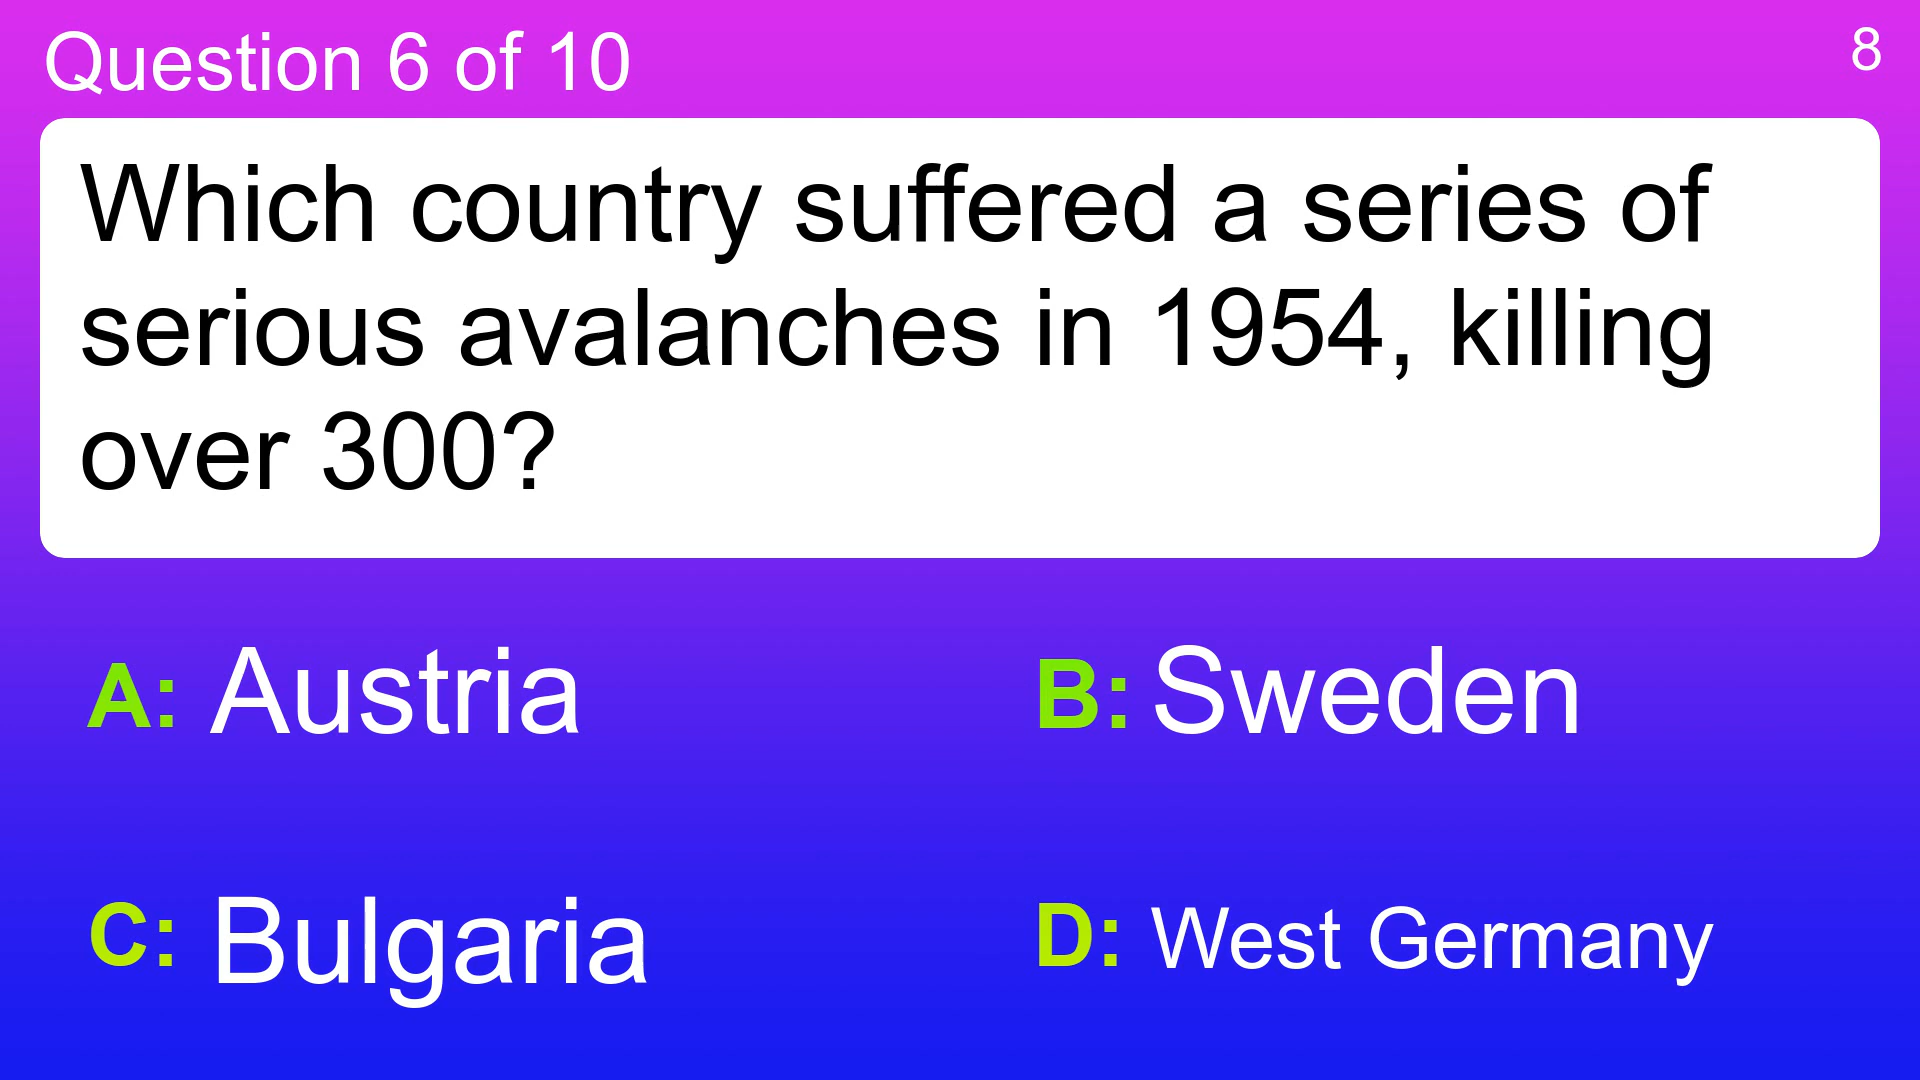 Question 6 of 10
8
Which country suffered a series of
serious avalanches in 1954, killing
over 300?
A: Austria
B: Sweden
C: Bulgaria
D: West Germany